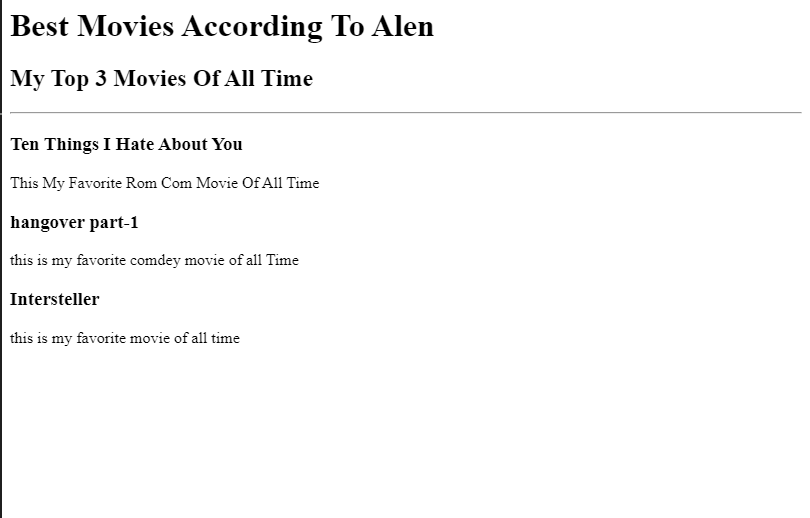 Best Movies According To Alen
My Top 3 Movies Of All Time
Ten Things I Hate About You
This My Favorite Rom Com Movie Of All Time
hangover part-1
this is my favorite comdey movie of all Time
Intersteller
this is my favorite movie of all time